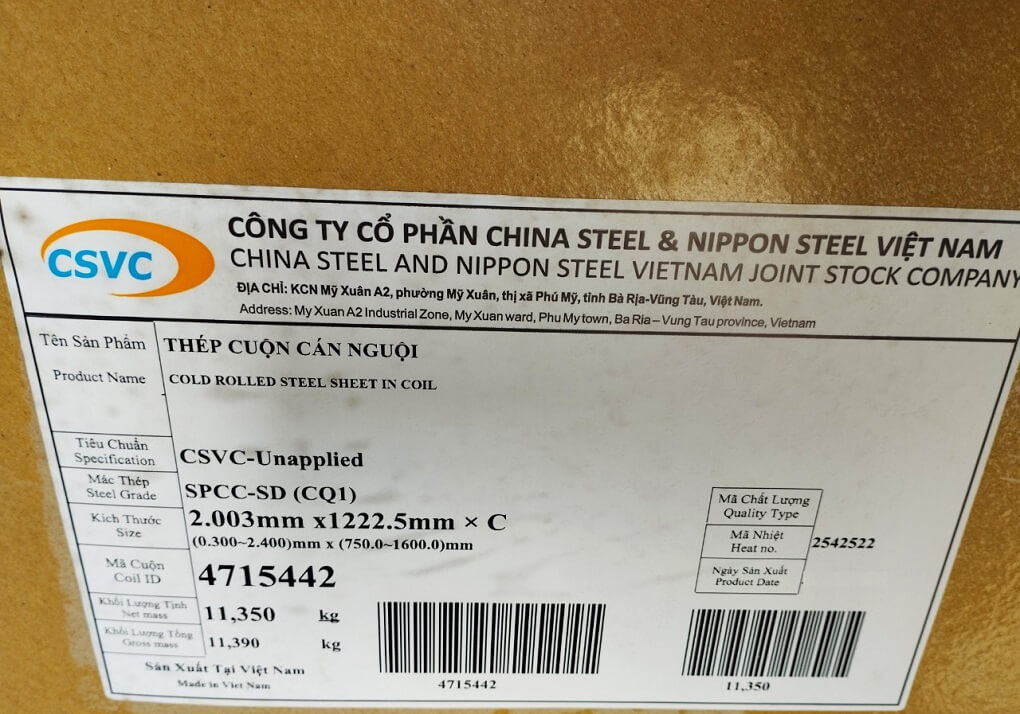 CSVC
CÔNG TY CỔ PHẦN CHINA STEEL & NIPPON STEEL VIỆT NAM
CHINA STEEL AND NIPPON STEEL VIETNAM JOINT STOCK COMPANY
ĐỊA CHỈ: KCN Mỹ Xuân A2, phường Mỹ Xuân, thị xã Phú Mỹ, tỉnh Bà Rịa-Vũng Tàu, Việt Nam.
Address: My Xuan A2 Industrial Zone, My Xuan ward, Phu My town, Ba Ria – Vung Tau province, Vietnam
Tên Sản Phẩm THÉP CUỘN CÁN NGUỘI
Product Name COLD ROLLED STEEL SHEET IN COIL
Tiêu Chuẩn
Specification CSVC-Unapplied
Mác Thép
Steel Grade SPCC-SD (CQ1)
Kích Thước 2.003mm x1222.5mm × C
Size (0.300~2.400)mm x (750.0~1600.0)mm
Mã Cuộn
Coil ID 4715442
Khối Lượng Tịnh
Net mass 11,350 kg
Khối Lượng Tổng
Gross mass 11,390 kg
Sản Xuất Tại Việt Nam
Made in Viet Nam
Mã Chất Lượng
Quality Type
Mã Nhiệt
Heat no. 2542522
Ngày Sản Xuất
Product Date
4715442
11,350